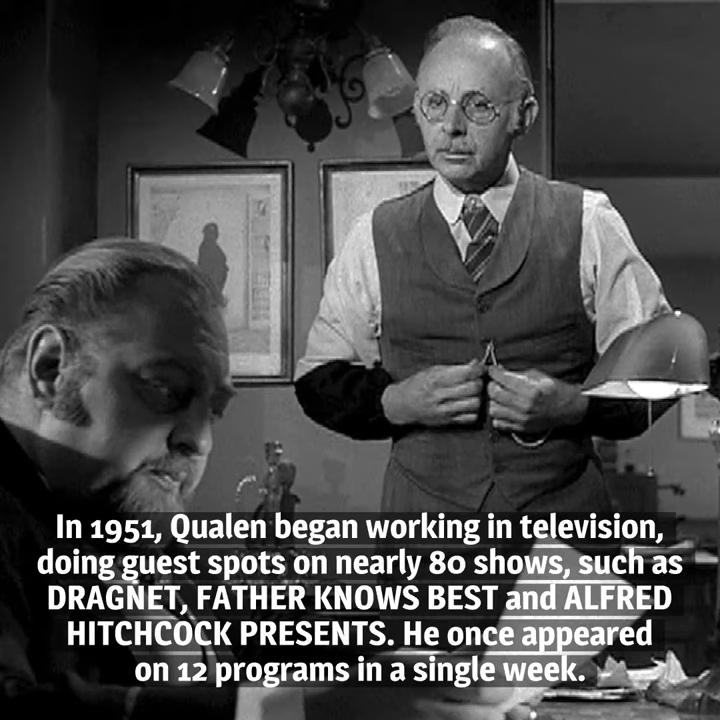 In 1951, Qualen began working in television,
doing guest spots on nearly 80 shows, such as
DRAGNET, FATHER KNOWS BEST and ALFRED
HITCHCOCK PRESENTS. He once appeared
on 12 programs in a single week.